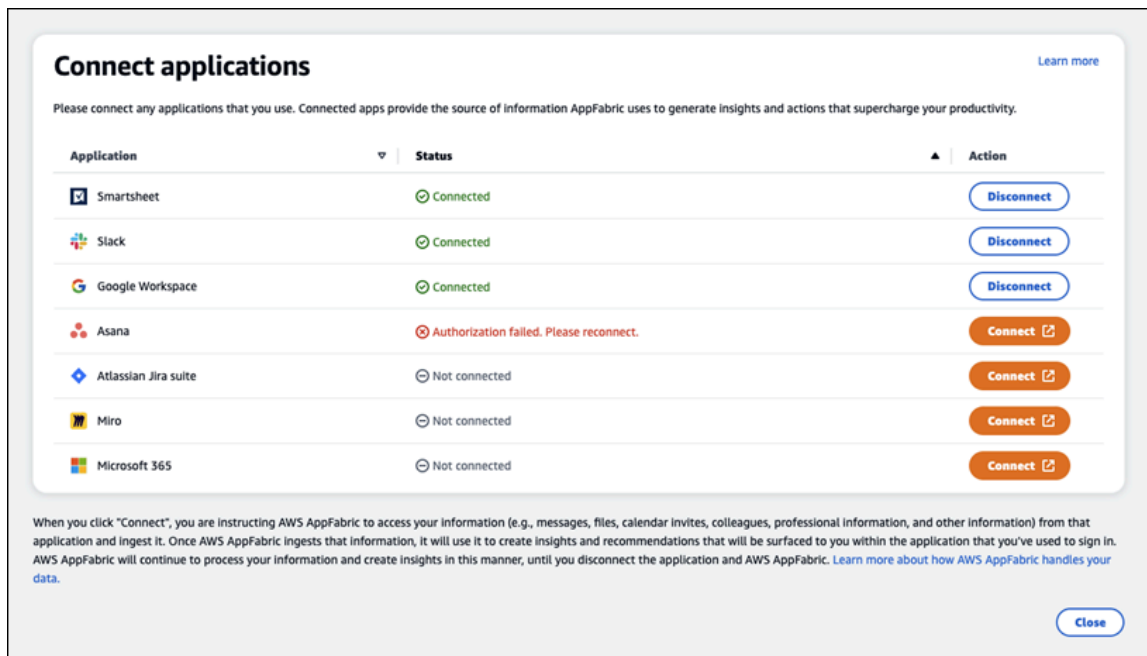 Connect applications
Learn more
Please connect any applications that you use. Connected apps provide the source of information AppFabric uses to generate insights and actions that supercharge your productivity.
Application Status Action
Smartsheet Connected Disconnect
Slack Connected Disconnect
Google Workspace Connected Disconnect
Asana Authorization failed. Please reconnect. Connect
Atlassian Jira suite Not connected Connect
Miro Not connected Connect
Microsoft 365 Not connected Connect
When you click "Connect", you are instructing AWS AppFabric to access your information (e.g., messages, files, calendar invites, colleagues, professional information, and other information) from that
application and ingest it. Once AWS AppFabric ingests that information, it will use it to create insights and recommendations that will be surfaced to you within the application that you've used to sign in.
AWS AppFabric will continue to process your information and create insights in this manner, until you disconnect the application and AWS AppFabric. Learn more about how AWS AppFabric handles your
data.
Close